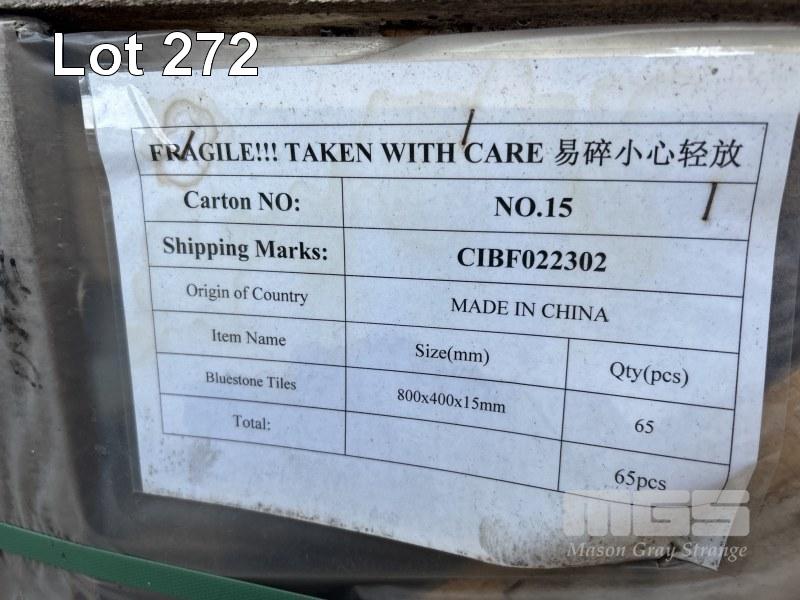 Lot 272
FRAGILE!!! TAKEN WITH CARE 易碎小心轻放
Carton NO: NO.15
Shipping Marks: CIBF022302
Origin of Country MADE IN CHINA
Item Name Size(mm) Qty(pcs)
Bluestone Tiles 800x400x15mm 65
Total: 65pcs
MGS
Mason Gray Strange